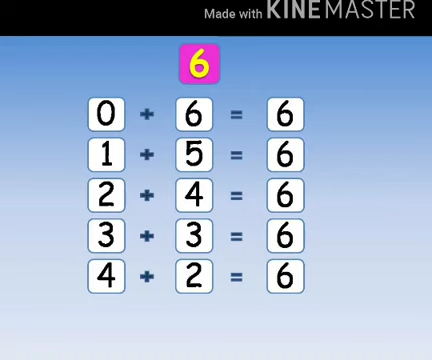 Made with KINEMASTER
6
0 + 6 = 6
1 + 5 = 6
2 + 4 = 6
3 + 3 = 6
4 + 2 = 6